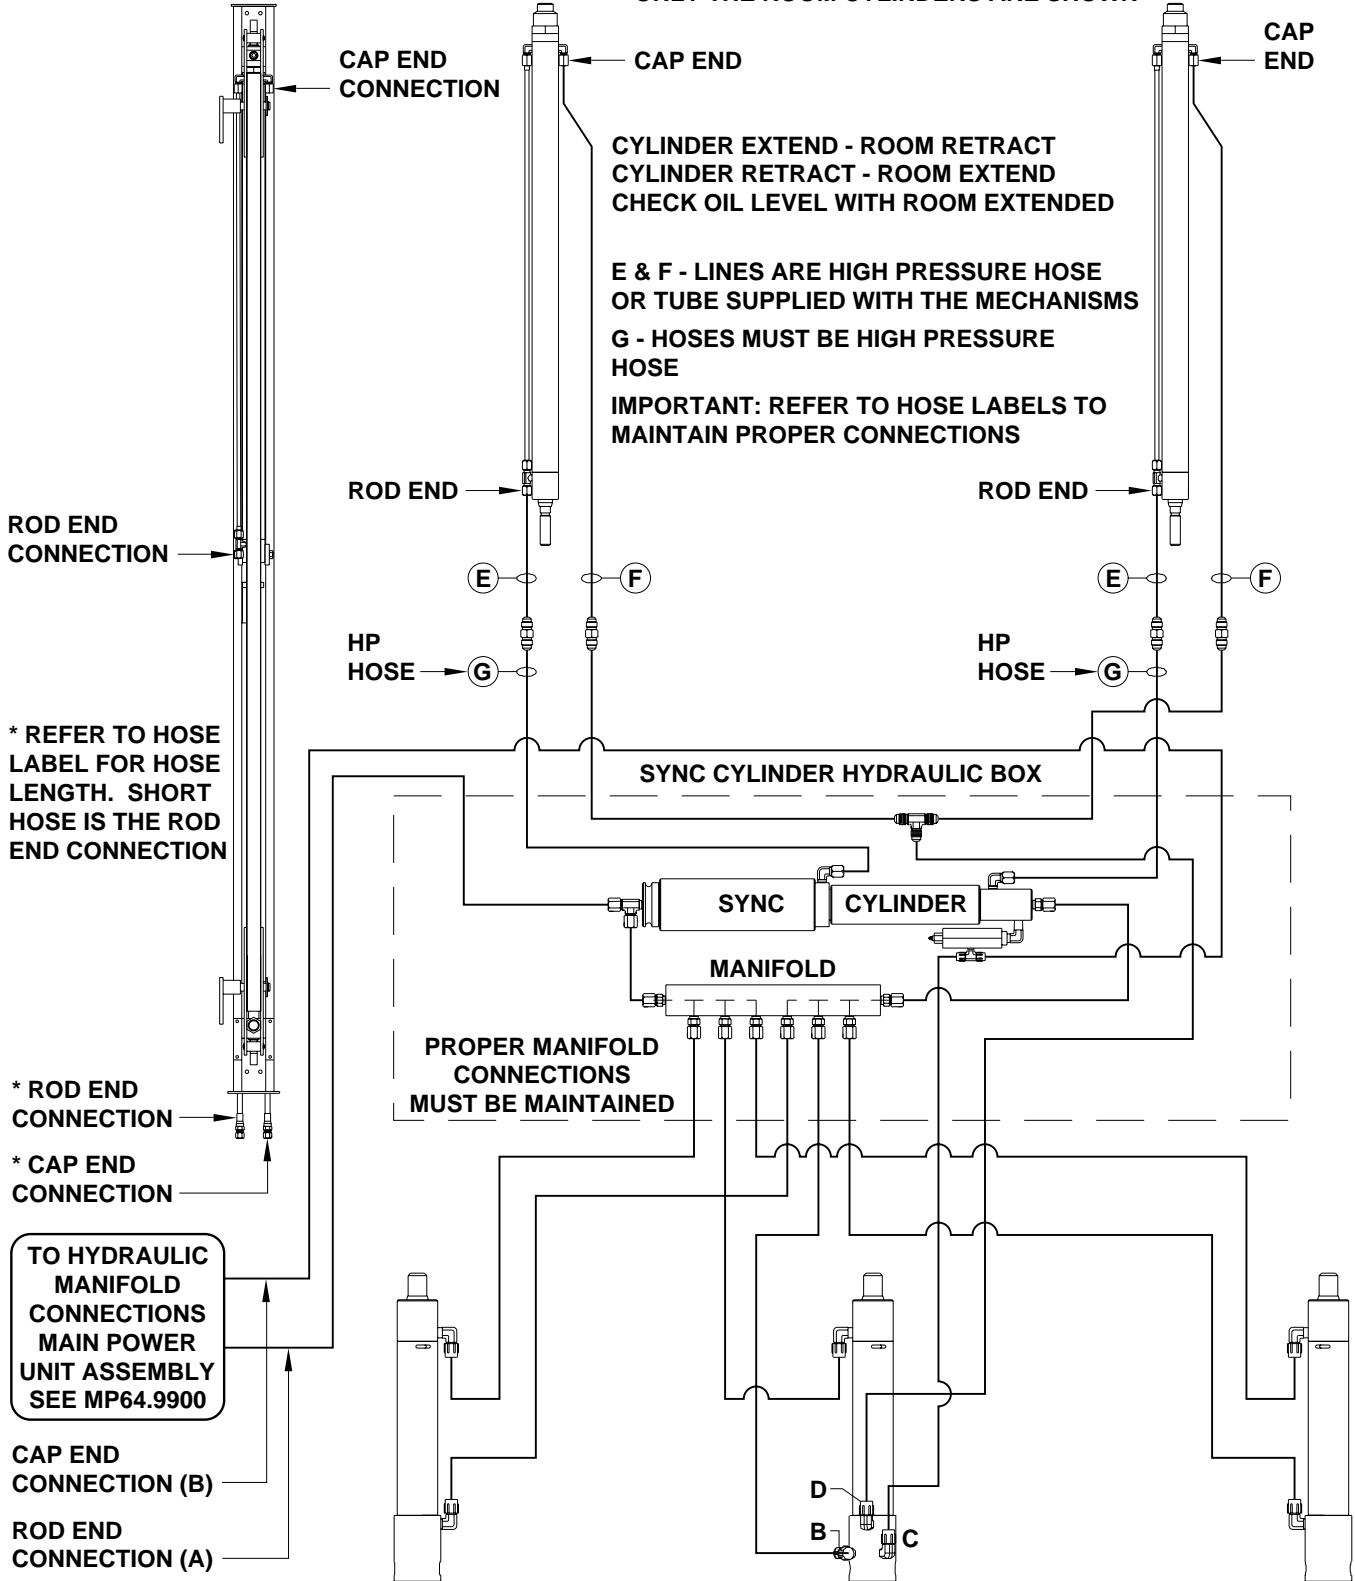 ONLY THE ROOM CYLINDERS ARE SHOWN
CAP END
CONNECTION
CAP END
CAP
END
CYLINDER EXTEND - ROOM RETRACT
CYLINDER RETRACT - ROOM EXTEND
CHECK OIL LEVEL WITH ROOM EXTENDED
E & F - LINES ARE HIGH PRESSURE HOSE
OR TUBE SUPPLIED WITH THE MECHANISMS
G - HOSES MUST BE HIGH PRESSURE
HOSE
IMPORTANT: REFER TO HOSE LABELS TO
MAINTAIN PROPER CONNECTIONS
ROD END
ROD END
ROD END
CONNECTION
E
F
E
F
HP
HOSE
G
HP
HOSE
G
* REFER TO HOSE
LABEL FOR HOSE
LENGTH. SHORT
HOSE IS THE ROD
END CONNECTION
SYNC CYLINDER HYDRAULIC BOX
SYNC
CYLINDER
MANIFOLD
PROPER MANIFOLD
CONNECTIONS
MUST BE MAINTAINED
* ROD END
CONNECTION
* CAP END
CONNECTION
TO HYDRAULIC
MANIFOLD
CONNECTIONS
MAIN POWER
UNIT ASSEMBLY
SEE MP64.9900
CAP END
CONNECTION (B)
ROD END
CONNECTION (A)
D
B
C